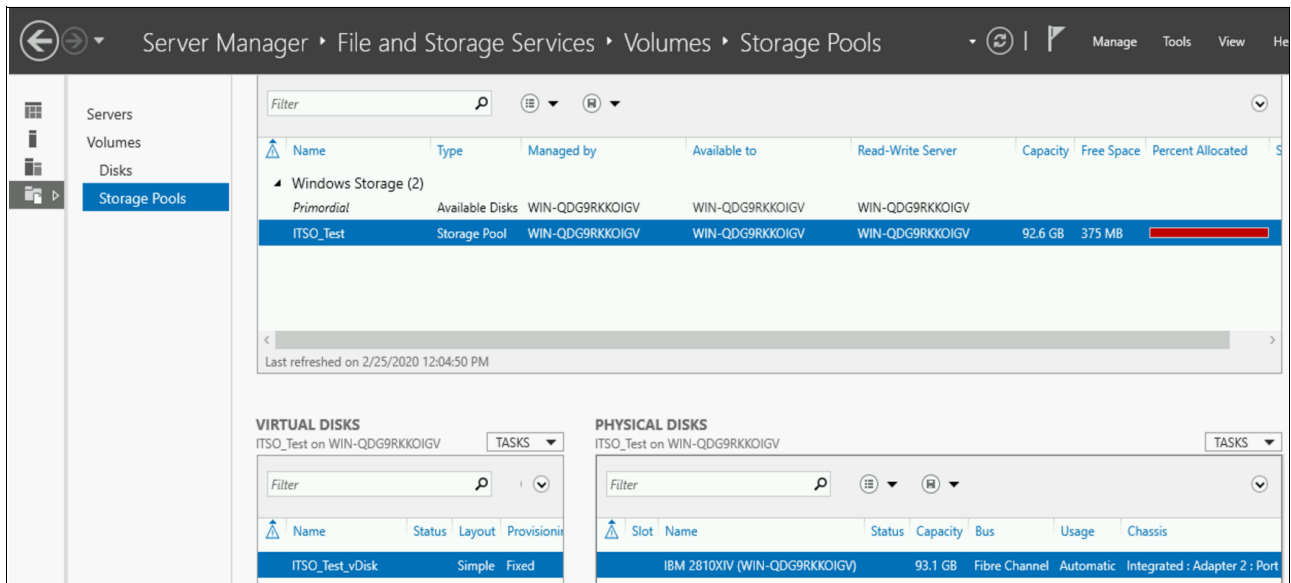 Server Manager ‣ File and Storage Services ‣ Volumes ‣ Storage Pools
Manage Tools View He
Servers
Volumes
Disks
Storage Pools
Filter
Name Type Managed by Available to Read-Write Server Capacity Free Space Percent Allocated S
Windows Storage (2)
Primordial Available Disks WIN-QDG9RKKOIGV WIN-QDG9RKKOIGV WIN-QDG9RKKOIGV
ITSO_Test Storage Pool WIN-QDG9RKKOIGV WIN-QDG9RKKOIGV WIN-QDG9RKKOIGV 92.6 GB 375 MB
Last refreshed on 2/25/2020 12:04:50 PM
VIRTUAL DISKS
ITSO_Test on WIN-QDG9RKKOIGV TASKS
Filter
Name Status Layout Provisionin
ITSO_Test_vDisk Simple Fixed
PHYSICAL DISKS
ITSO_Test on WIN-QDG9RKKOIGV TASKS
Filter
Slot Name Status Capacity Bus Usage Chassis
IBM 2810XIV (WIN-QDG9RKKOIGV) 93.1 GB Fibre Channel Automatic Integrated : Adapter 2 : Port